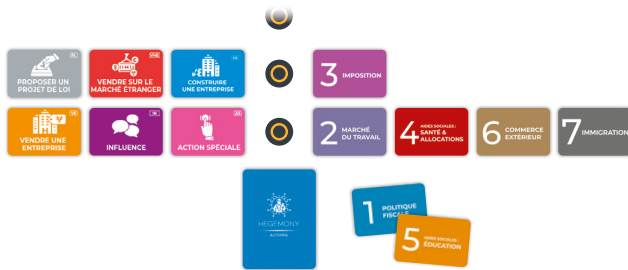 PROPOSER UN
PROJET DE LOI
VENDRE SUR LE
MARCHÉ ÉTRANGER
CONSTRUIRE
UNE ENTREPRISE
3 IMPOSITION
VENDRE UNE
ENTREPRISE
INFLUENCE
ACTION SPÉCIALE
2 MARCHÉ
DU TRAVAIL
4 AIDES SOCIALES :
SANTÉ &
ALLOCATIONS
6 COMMERCE
EXTÉRIEUR
7 IMMIGRATION
HEGEMONY
AUTOMA
1 POLITIQUE
FISCALE
5 AIDES SOCIALES :
ÉDUCATION